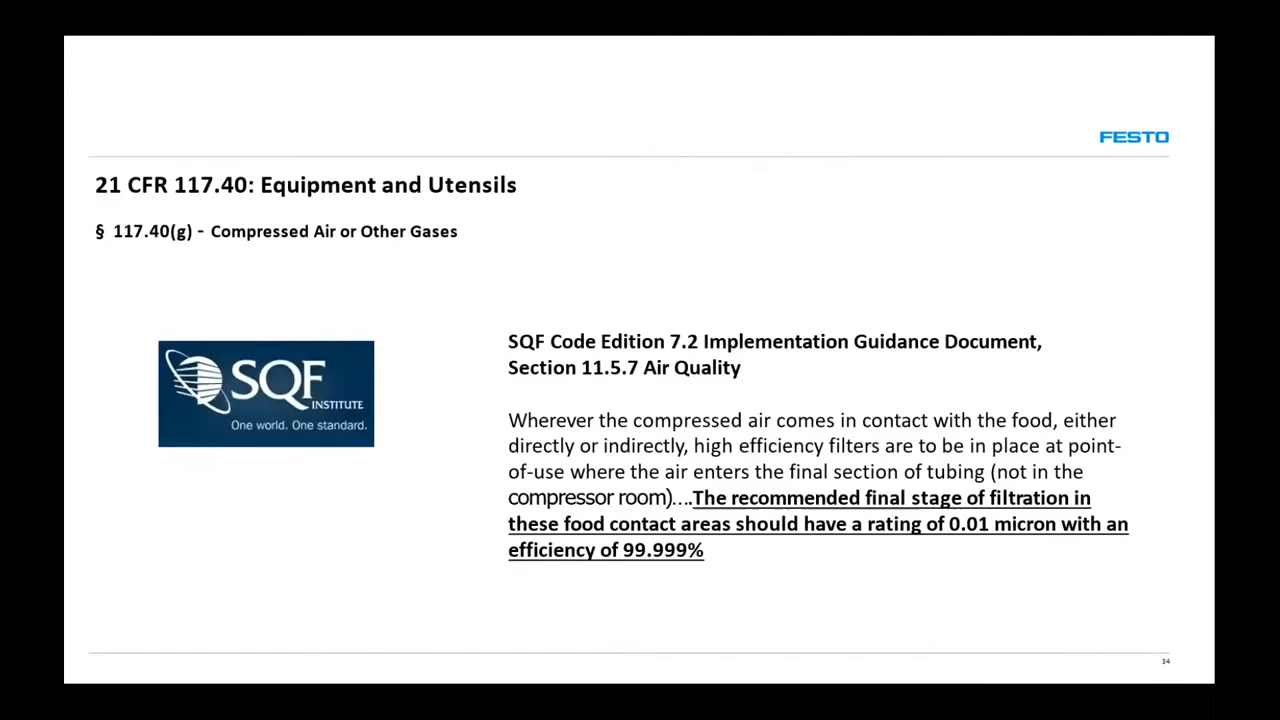 FESTO
21 CFR 117.40: Equipment and Utensils
§ 117.40(g) - Compressed Air or Other Gases
SQF
INSTITUTE
One world. One standard.
SQF Code Edition 7.2 Implementation Guidance Document,
Section 11.5.7 Air Quality
Wherever the compressed air comes in contact with the food, either
directly or indirectly, high efficiency filters are to be in place at point-
of-use where the air enters the final section of tubing (not in the
compressor room)….The recommended final stage of filtration in
these food contact areas should have a rating of 0.01 micron with an
efficiency of 99.999%
34